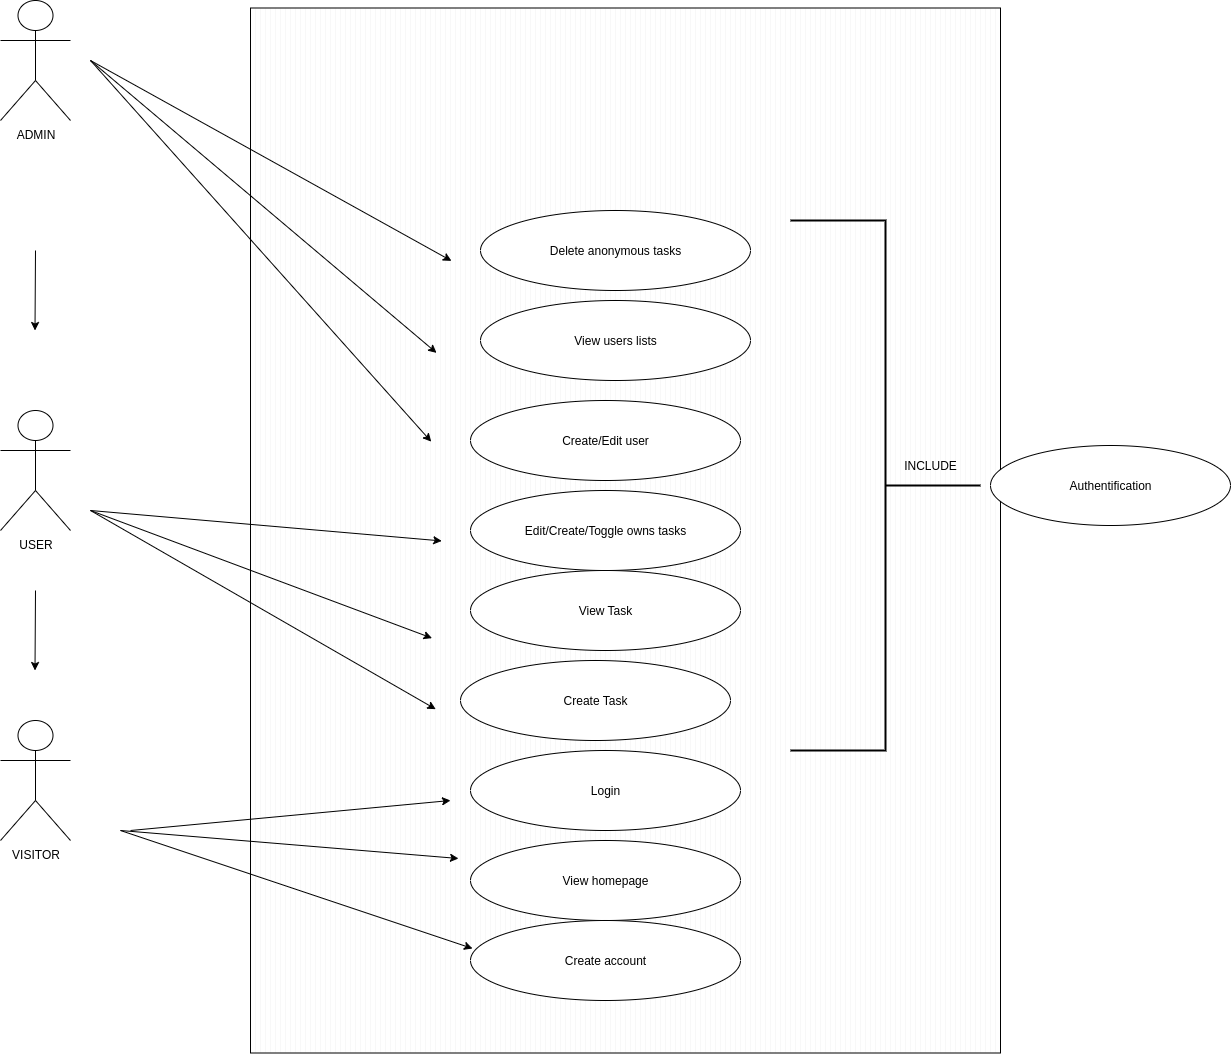 ADMIN
Delete anonymous tasks
View users lists
Create/Edit user
INCLUDE
Authentification
Edit/Create/Toggle owns tasks
USER
View Task
Create Task
Login
VISITOR
View homepage
Create account